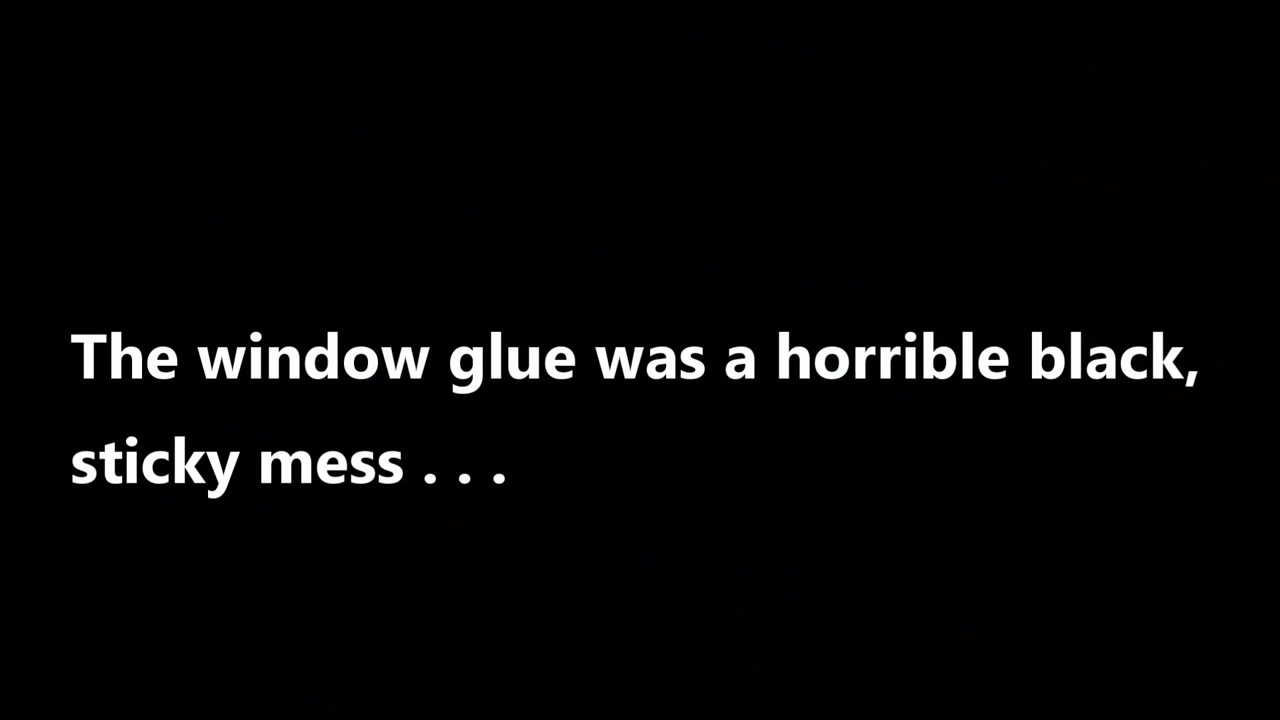 The window glue was a horrible black,
sticky mess . . .